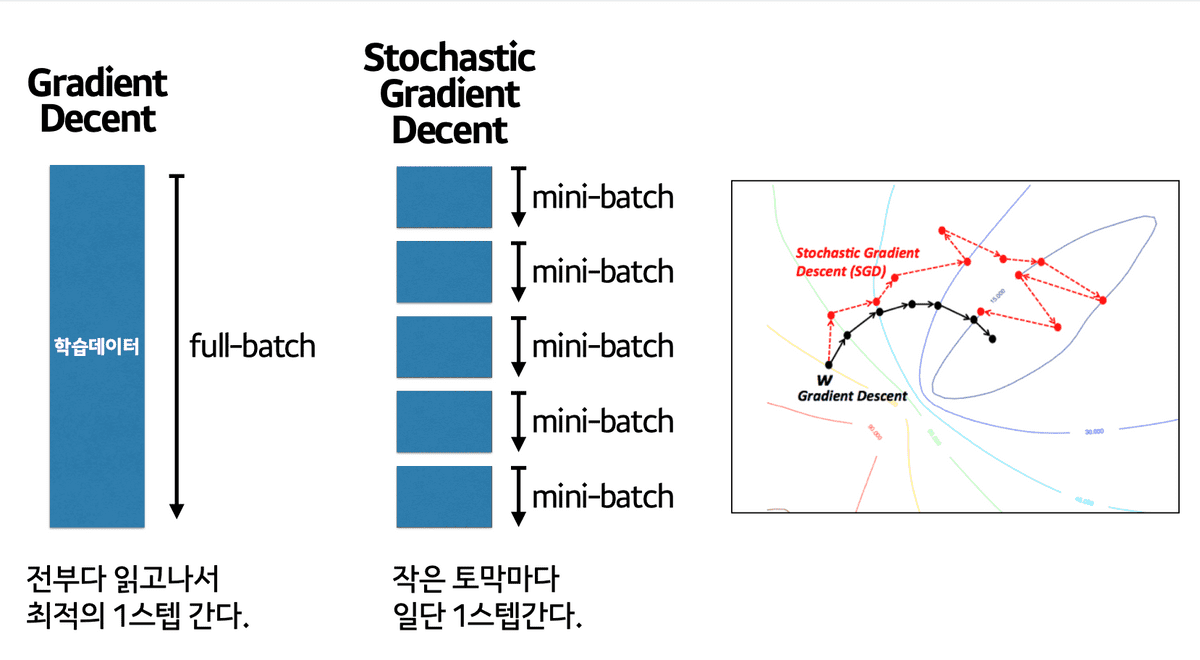 Gradient
Decent
학습데이터
full-batch
전부다 읽고나서
최적의 1스텝 간다.
Stochastic
Gradient
Decent
mini-batch
mini-batch
mini-batch
mini-batch
mini-batch
작은 토막마다
일단 1스텝간다.
Stochastic Gradient
Descent (SGD)
15.000
W
Gradient Descent
30.000